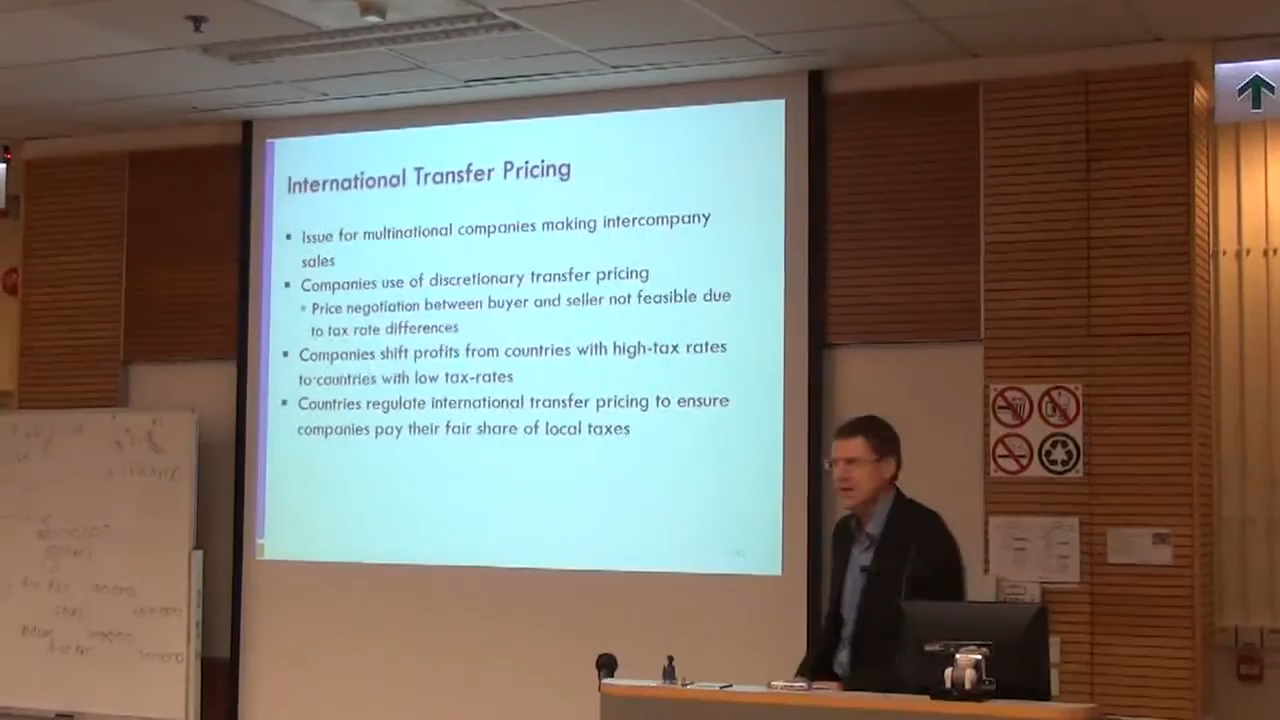 International Transfer Pricing
Issue for multinational companies making intercompany
sales
Companies use of discretionary transfer pricing
Price negotiation between buyer and seller not feasible due
to tax rate differences
Companies shift profits from countries with high-tax rates
to countries with low tax-rates
Countries regulate international transfer pricing to ensure
companies pay their fair share of local taxes